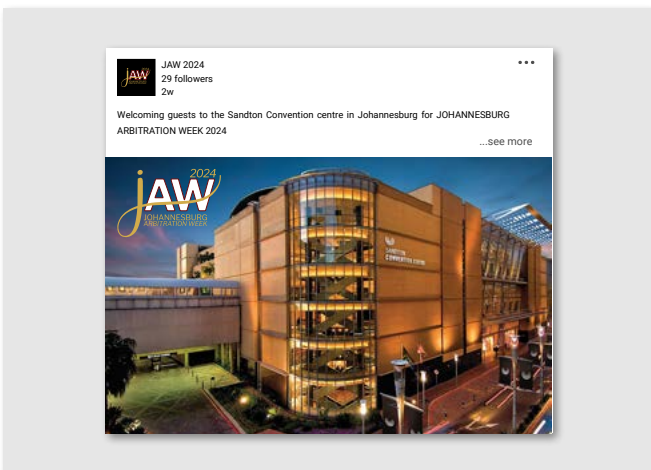 JAW 2024
29 followers
2w
Welcoming guests to the Sandton Convention centre in Johannesburg for JOHANNESBURG
ARBITRATION WEEK 2024
...see more
2024
jAW
JOHANNESBURG
ARBITRATION WEEK
SANDTON
CONVENTION CENTRE